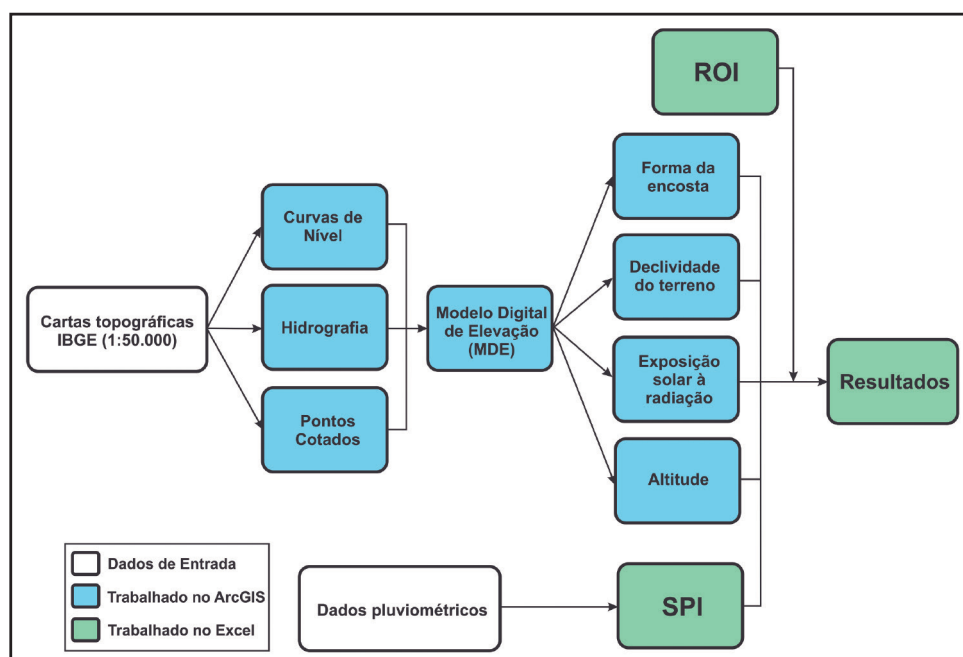 ROI
Forma da
encosta
Curvas de
Nível
Declividade
do terreno
Cartas topográficas
IBGE (1:50.000)
Hidrografia
Modelo Digital
de Elevação
(MDE)
Exposição
solar à
radiação
Resultados
Pontos
Cotados
Altitude
Dados de Entrada
Trabalhado no ArcGIS
Trabalhado no Excel
Dados pluviométricos
SPI